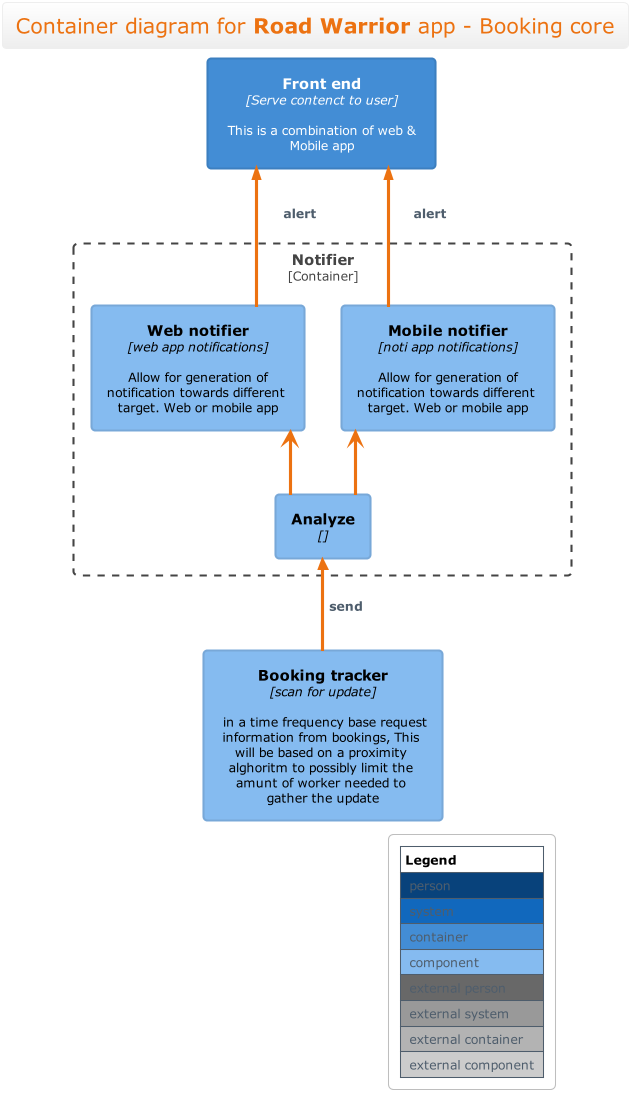 Container diagram for Road Warrior app - Booking core
Front end
[Serve contenct to user]
This is a combination of web &
Mobile app
alert
alert
Notifier
[Container]
Web notifier
[web app notifications]
Allow for generation of
notification towards different
target. Web or mobile app
Mobile notifier
[noti app notifications]
Allow for generation of
notification towards different
target. Web or mobile app
Analyze
[]
send
Booking tracker
[scan for update]
in a time frequency base request
information from bookings, This
will be based on a proximity
alghoritm to possibly limit the
amunt of worker needed to
gather the update
Legend
person
system
container
component
external person
external system
external container
external component